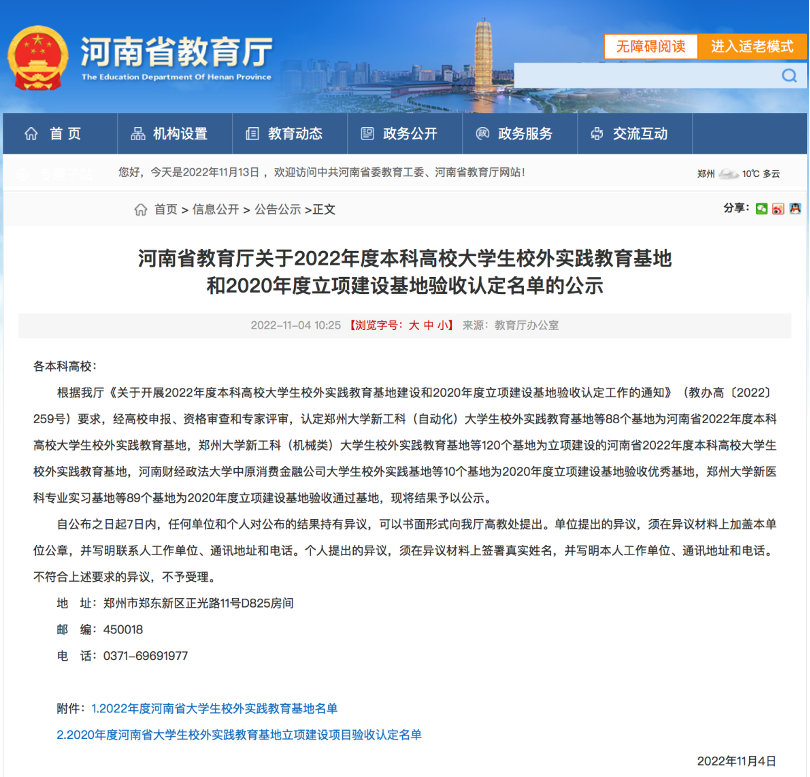 河南省教育厅
The Education Department Of Henan Province
无障碍阅读 进入适老模式
首 页 机构设置 教育动态 政务公开 政务服务 交流互动
您好，今天是2022年11月13日 ，欢迎访问中共河南省委教育工委、河南省教育厅网站！ 郑州 10℃ 多云
首页 > 信息公开 > 公告公示 >正文 分享：
河南省教育厅关于2022年度本科高校大学生校外实践教育基地
和2020年度立项建设基地验收认定名单的公示
2022-11-04 10:25 【浏览字号：大 中 小】 来源：教育厅办公室
各本科高校：
根据我厅《关于开展2022年度本科高校大学生校外实践教育基地建设和2020年度立项建设基地验收认定工作的通知》（教办高〔2022〕
259号）要求，经高校申报、资格审查和专家评审，认定郑州大学新工科（自动化）大学生校外实践教育基地等88个基地为河南省2022年度本科
高校大学生校外实践教育基地，郑州大学新工科（机械类）大学生校外实践教育基地等120个基地为立项建设的河南省2022年度本科高校大学生
校外实践教育基地，河南财经政法大学中原消费金融公司大学生校外实践基地等10个基地为2020年度立项建设基地验收优秀基地，郑州大学新医
科专业实习基地等89个基地为2020年度立项建设基地验收通过基地，现将结果予以公示。
自公布之日起7日内，任何单位和个人对公布的结果持有异议，可以书面形式向我厅高教处提出。单位提出的异议，须在异议材料上加盖本单
位公章，并写明联系人工作单位、通讯地址和电话。个人提出的异议，须在异议材料上签署真实姓名，并写明本人工作单位、通讯地址和电话。
不符合上述要求的异议，不予受理。
地 址：郑州市郑东新区正光路11号D825房间
邮 编：450018
电 话：0371-69691977
附件：1.2022年度河南省大学生校外实践教育基地名单
2.2020年度河南省大学生校外实践教育基地立项建设项目验收认定名单
2022年11月4日